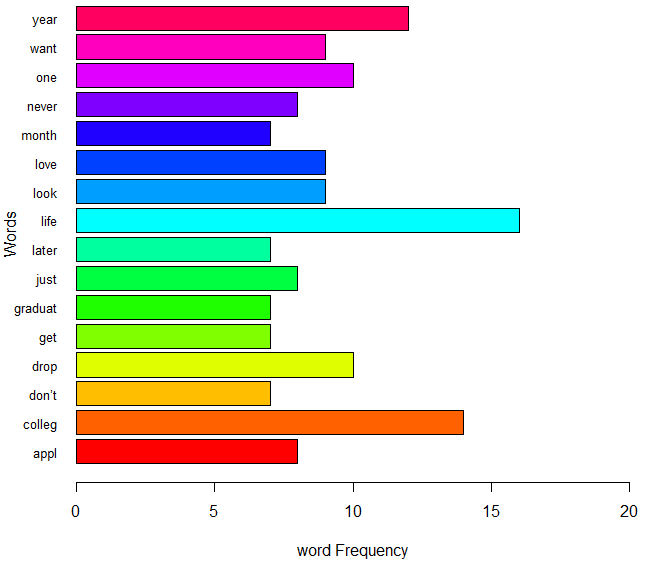 year
want
one
never
month
love
look
life
later
just
graduat
get
drop
don't
colleg
appl
Words
0 5 10 15 20
word Frequency